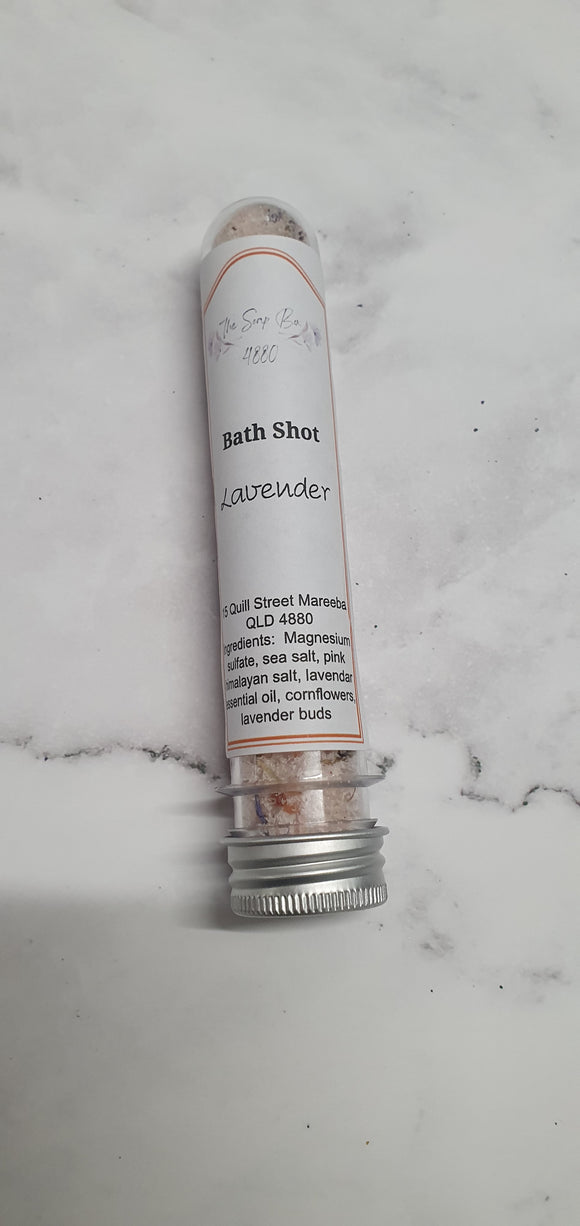 The Soap Box
4880
Bath Shot
Lavender
15 Quill Street Mareeba
QLD 4880
Ingredients: Magnesium
sulfate, sea salt, pink
himalayan salt, lavendar
essential oil, cornflowers,
lavender buds